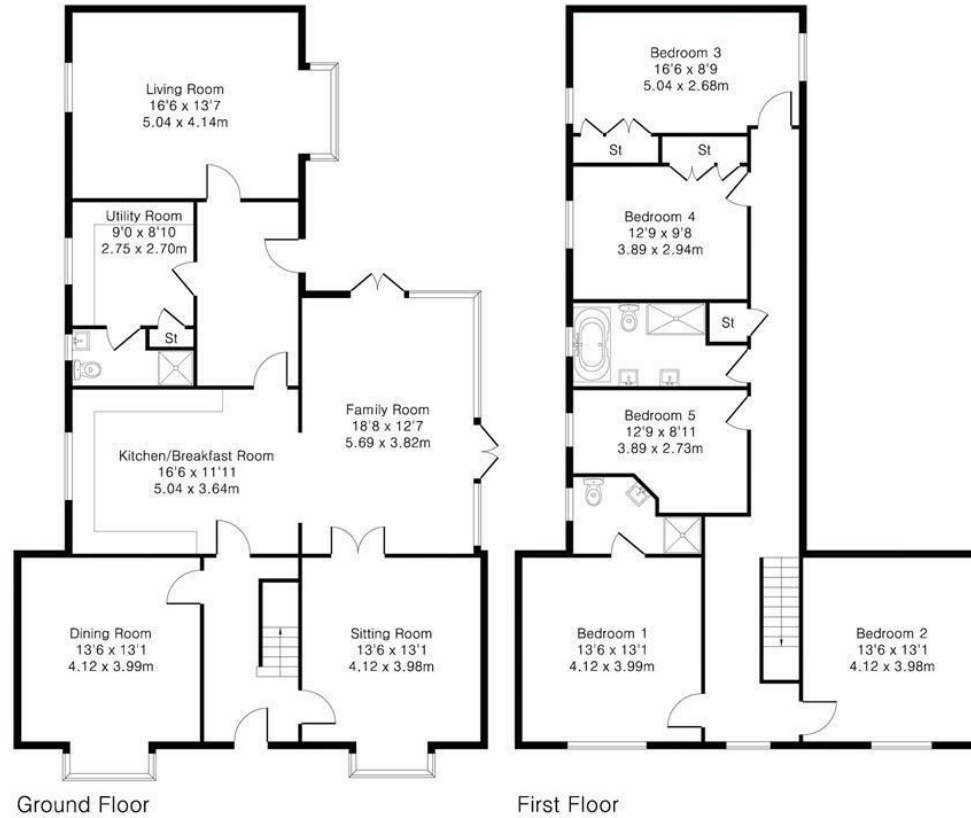 Living Room
16'6 x 13'7
5.04 x 4.14m
Utility Room
9'0 x 8'10
2.75 x 2.70m
St
Family Room
18'8 x 12'7
5.69 x 3.82m
Kitchen/Breakfast Room
16'6 x 11'11
5.04 x 3.64m
Dining Room
13'6 x 13'1
4.12 x 3.99m
Sitting Room
13'6 x 13'1
4.12 x 3.98m
Ground Floor
Bedroom 3
16'6 x 8'9
5.04 x 2.68m
St
St
Bedroom 4
12'9 x 9'8
3.89 x 2.94m
St
Bedroom 5
12'9 x 8'11
3.89 x 2.73m
Bedroom 1
13'6 x 13'1
4.12 x 3.99m
Bedroom 2
13'6 x 13'1
4.12 x 3.98m
First Floor